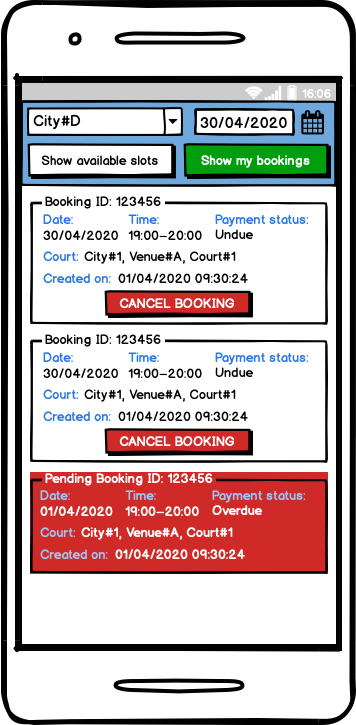 16:06
City#D
30/04/2020
Show available slots
Show my bookings
Booking ID: 123456
Date: Time: Payment status:
30/04/2020 19:00-20:00 Undue
Court: City#1, Venue#A, Court#1
Created on: 01/04/2020 09:30:24
CANCEL BOOKING
Booking ID: 123456
Date: Time: Payment status:
30/04/2020 19:00-20:00 Undue
Court: City#1, Venue#A, Court#1
Created on: 01/04/2020 09:30:24
CANCEL BOOKING
Pending Booking ID: 123456
Date: Time: Payment status:
01/04/2020 19:00-20:00 Overdue
Court: City#1, Venue#A, Court#1
Created on: 01/04/2020 09:30:24